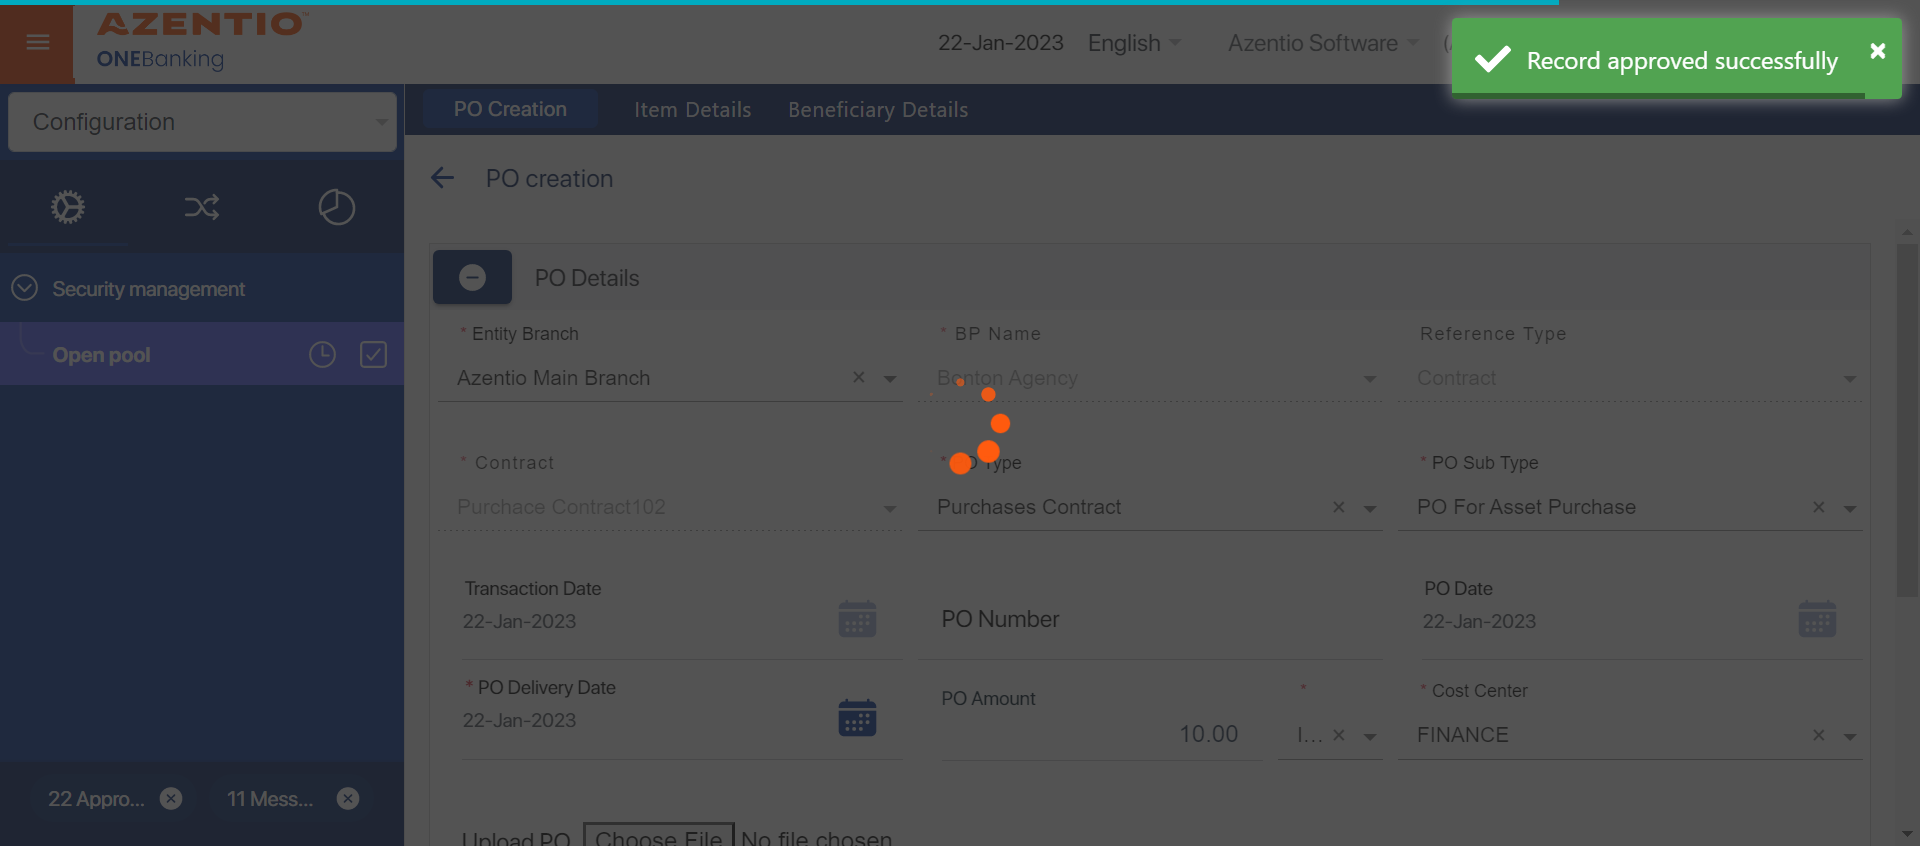 AZENTIO
ONEBanking
22-Jan-2023 English Azentio Software
Record approved successfully
Configuration
PO Creation Item Details Beneficiary Details
PO creation
Security management
Open pool
PO Details
* Entity Branch * BP Name Reference Type
Azentio Main Branch Benton Agency Contract
* Contract * PO Type * PO Sub Type
Purchace Contract102 Purchases Contract PO For Asset Purchase
Transaction Date PO Date
22-Jan-2023 PO Number 22-Jan-2023
* PO Delivery Date PO Amount * * Cost Center
22-Jan-2023 10.00 I... FINANCE
22 Appro... 11 Mess...
Upload PO Choose File No file chosen